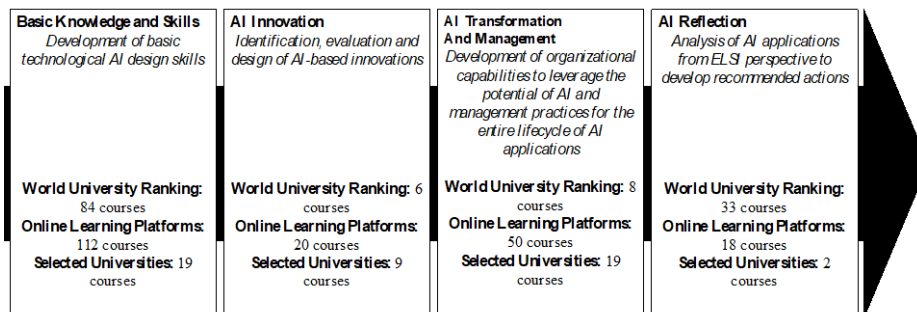 Basic Knowledge and Skills
Development of basic
technological AI design skills
World University Ranking:
84 courses
Online Learning Platforms:
112 courses
Selected Universities: 19
courses
AI Innovation
Identification, evaluation and
design of AI-based innovations
World University Ranking: 6
courses
Online Learning Platforms:
20 courses
Selected Universities: 9
courses
AI Transformation
And Management
Development of organizational
capabilities to leverage the
potential of AI and
management practices for the
entire lifecycle of AI
applications
World University Ranking: 8
courses
Online Learning Platforms:
50 courses
Selected Universities: 19
courses
AI Reflection
Analysis of AI applications
from ELSI perspective to
develop recommended actions
World University Ranking:
33 courses
Online Learning Platforms:
18 courses
Selected Universities: 2
courses